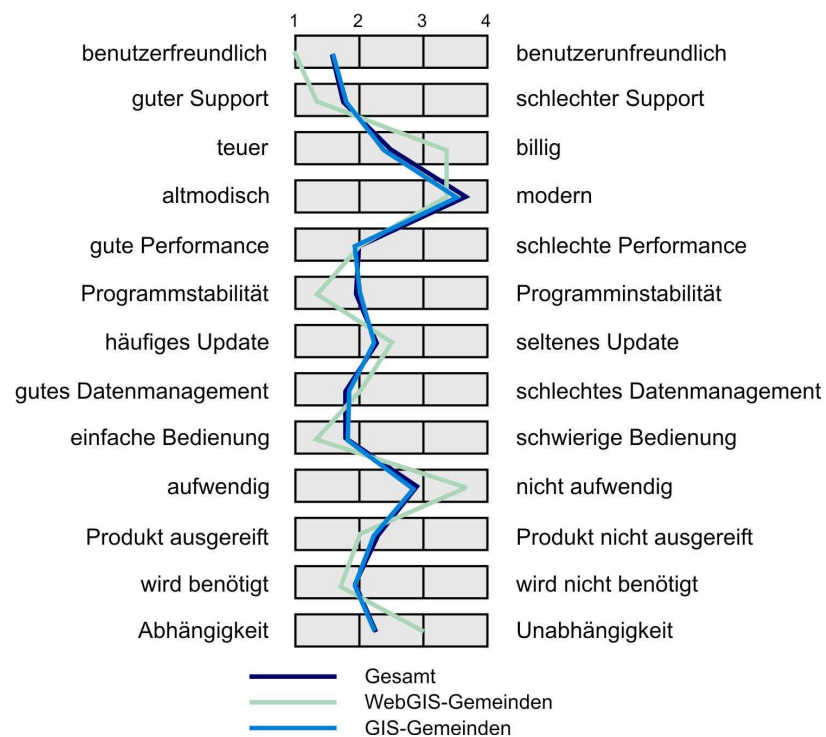 1 2 3 4
benutzerfreundlich benutzerunfreundlich
guter Support schlechter Support
teuer billig
altmodisch modern
gute Performance schlechte Performance
Programmstabilität Programminstabilität
häufiges Update seltenes Update
gutes Datenmanagement schlechtes Datenmanagement
einfache Bedienung schwierige Bedienung
aufwendig nicht aufwendig
Produkt ausgereift Produkt nicht ausgereift
wird benötigt wird nicht benötigt
Abhängigkeit Unabhängigkeit
Gesamt
WebGIS-Gemeinden
GIS-Gemeinden